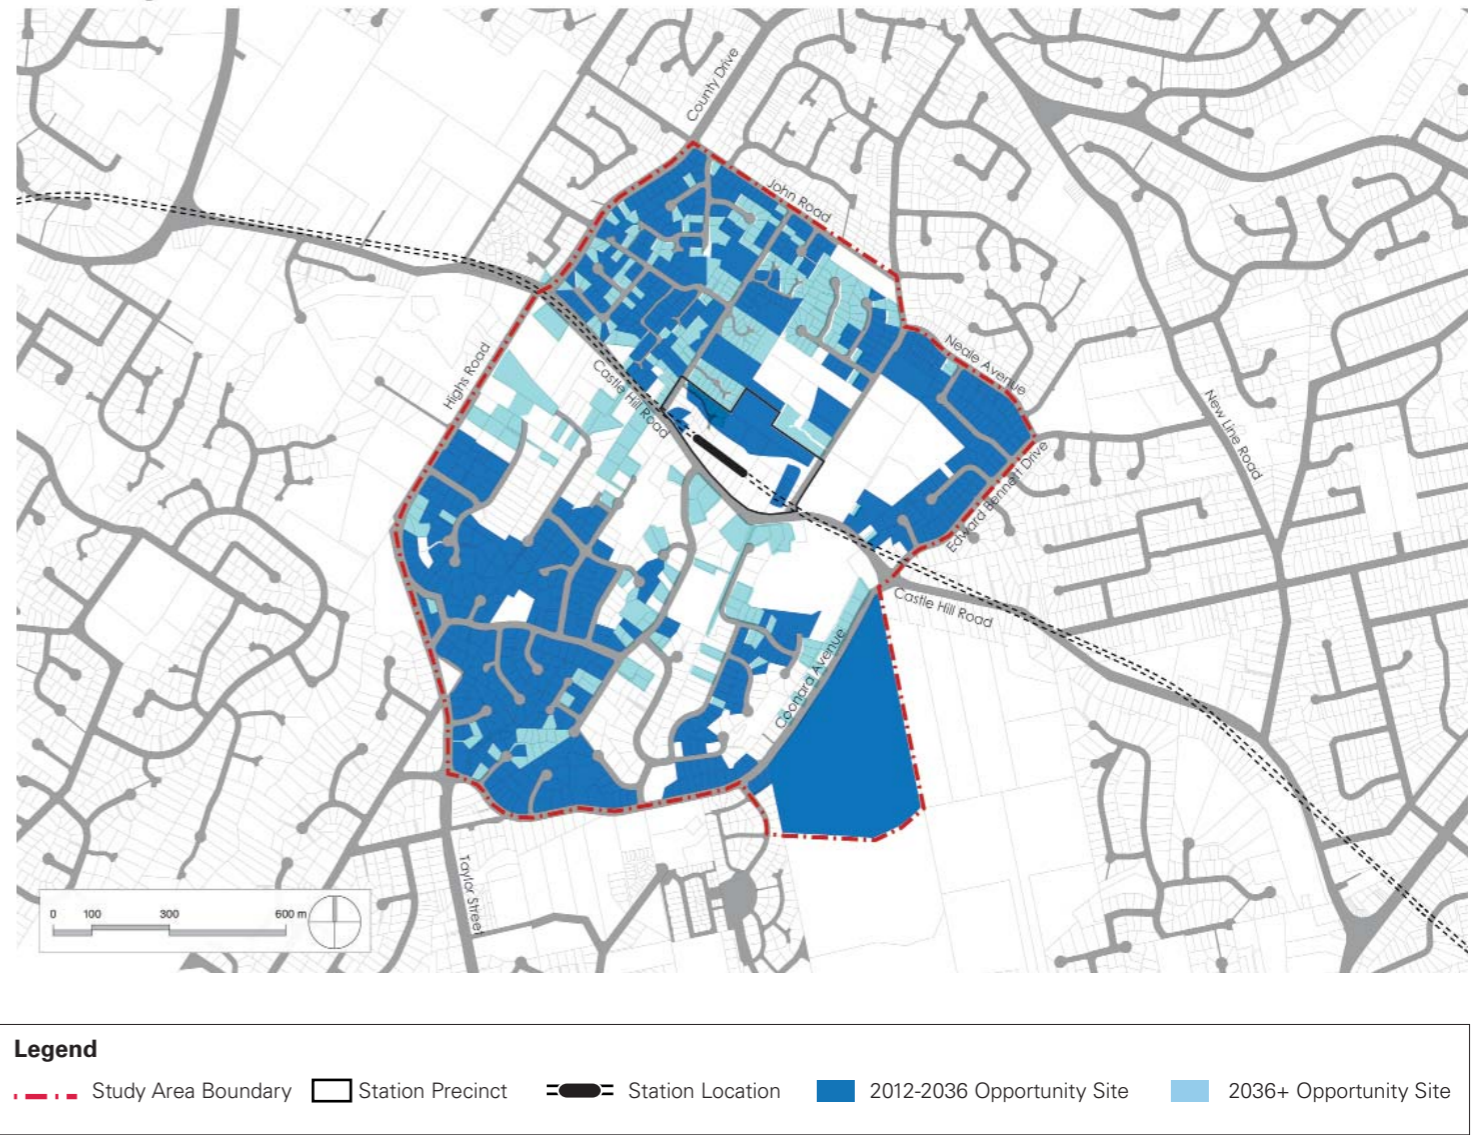 County Drive
John Road
Neale Avenue
Highs Road
Castle Hill Road
New Line Road
Edward Bennett Drive
Castle Hill Road
Coonara Avenue
Taylor Street
0 100 300 600 m
Legend
Study Area Boundary
Station Precinct
Station Location
2012-2036 Opportunity Site
2036+ Opportunity Site